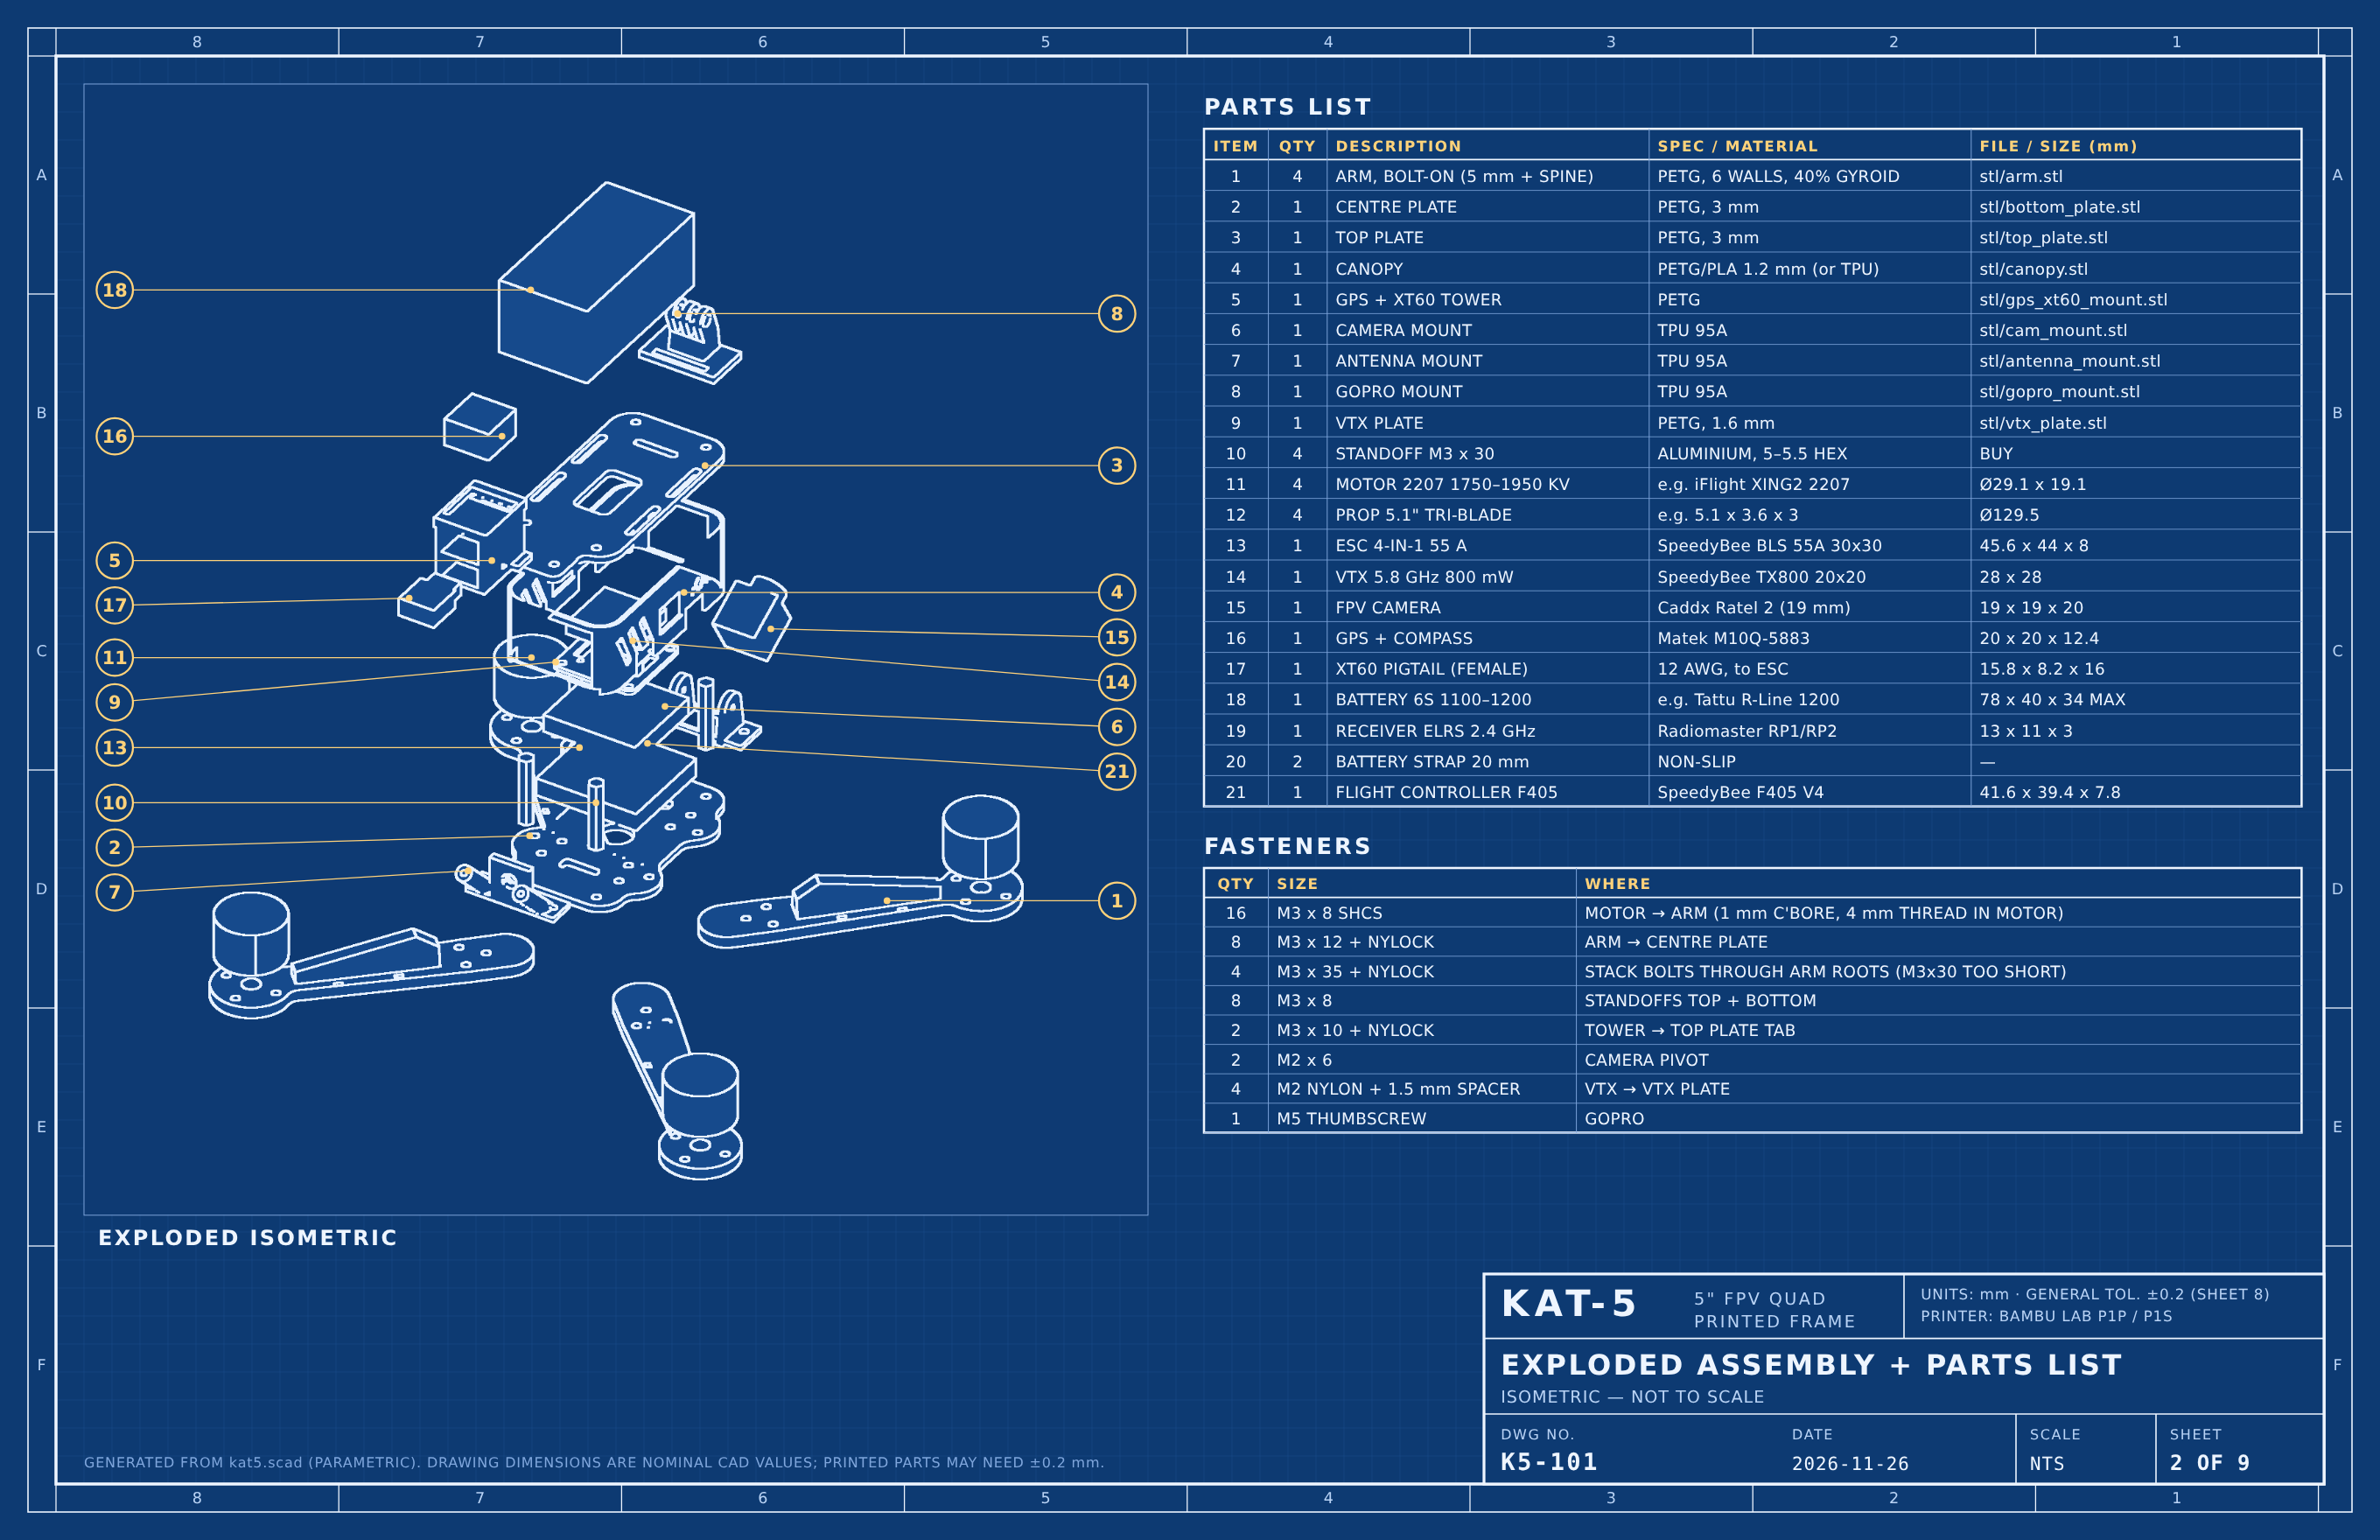 8 7 6 5 4 3 2 1
A A
B B
C C
D D
E E
F F
18
8
16
3
5
4
17
15
11
14
9
6
13
21
10
2
7
1
EXPLODED ISOMETRIC
PARTS LIST
ITEM QTY DESCRIPTION SPEC / MATERIAL FILE / SIZE (mm)
1 4 ARM, BOLT-ON (5 mm + SPINE) PETG, 6 WALLS, 40% GYROID stl/arm.stl
2 1 CENTRE PLATE PETG, 3 mm stl/bottom_plate.stl
3 1 TOP PLATE PETG, 3 mm stl/top_plate.stl
4 1 CANOPY PETG/PLA 1.2 mm (or TPU) stl/canopy.stl
5 1 GPS + XT60 TOWER PETG stl/gps_xt60_mount.stl
6 1 CAMERA MOUNT TPU 95A stl/cam_mount.stl
7 1 ANTENNA MOUNT TPU 95A stl/antenna_mount.stl
8 1 GOPRO MOUNT TPU 95A stl/gopro_mount.stl
9 1 VTX PLATE PETG, 1.6 mm stl/vtx_plate.stl
10 4 STANDOFF M3 x 30 ALUMINIUM, 5–5.5 HEX BUY
11 4 MOTOR 2207 1750–1950 KV e.g. iFlight XING2 2207 Ø29.1 x 19.1
12 4 PROP 5.1" TRI-BLADE e.g. 5.1 x 3.6 x 3 Ø129.5
13 1 ESC 4-IN-1 55 A SpeedyBee BLS 55A 30x30 45.6 x 44 x 8
14 1 VTX 5.8 GHz 800 mW SpeedyBee TX800 20x20 28 x 28
15 1 FPV CAMERA Caddx Ratel 2 (19 mm) 19 x 19 x 20
16 1 GPS + COMPASS Matek M10Q-5883 20 x 20 x 12.4
17 1 XT60 PIGTAIL (FEMALE) 12 AWG, to ESC 15.8 x 8.2 x 16
18 1 BATTERY 6S 1100–1200 e.g. Tattu R-Line 1200 78 x 40 x 34 MAX
19 1 RECEIVER ELRS 2.4 GHz Radiomaster RP1/RP2 13 x 11 x 3
20 2 BATTERY STRAP 20 mm NON-SLIP —
21 1 FLIGHT CONTROLLER F405 SpeedyBee F405 V4 41.6 x 39.4 x 7.8
FASTENERS
QTY SIZE WHERE
16 M3 x 8 SHCS MOTOR → ARM (1 mm C'BORE, 4 mm THREAD IN MOTOR)
8 M3 x 12 + NYLOCK ARM → CENTRE PLATE
4 M3 x 35 + NYLOCK STACK BOLTS THROUGH ARM ROOTS (M3x30 TOO SHORT)
8 M3 x 8 STANDOFFS TOP + BOTTOM
2 M3 x 10 + NYLOCK TOWER → TOP PLATE TAB
2 M2 x 6 CAMERA PIVOT
4 M2 NYLON + 1.5 mm SPACER VTX → VTX PLATE
1 M5 THUMBSCREW GOPRO
KAT-5
5" FPV QUAD
PRINTED FRAME
UNITS: mm · GENERAL TOL. ±0.2 (SHEET 8)
PRINTER: BAMBU LAB P1P / P1S
EXPLODED ASSEMBLY + PARTS LIST
ISOMETRIC — NOT TO SCALE
DWG NO. DATE SCALE SHEET
K5-101 2026-11-26 NTS 2 OF 9
GENERATED FROM kat5.scad (PARAMETRIC). DRAWING DIMENSIONS ARE NOMINAL CAD VALUES; PRINTED PARTS MAY NEED ±0.2 mm.
8 7 6 5 4 3 2 1